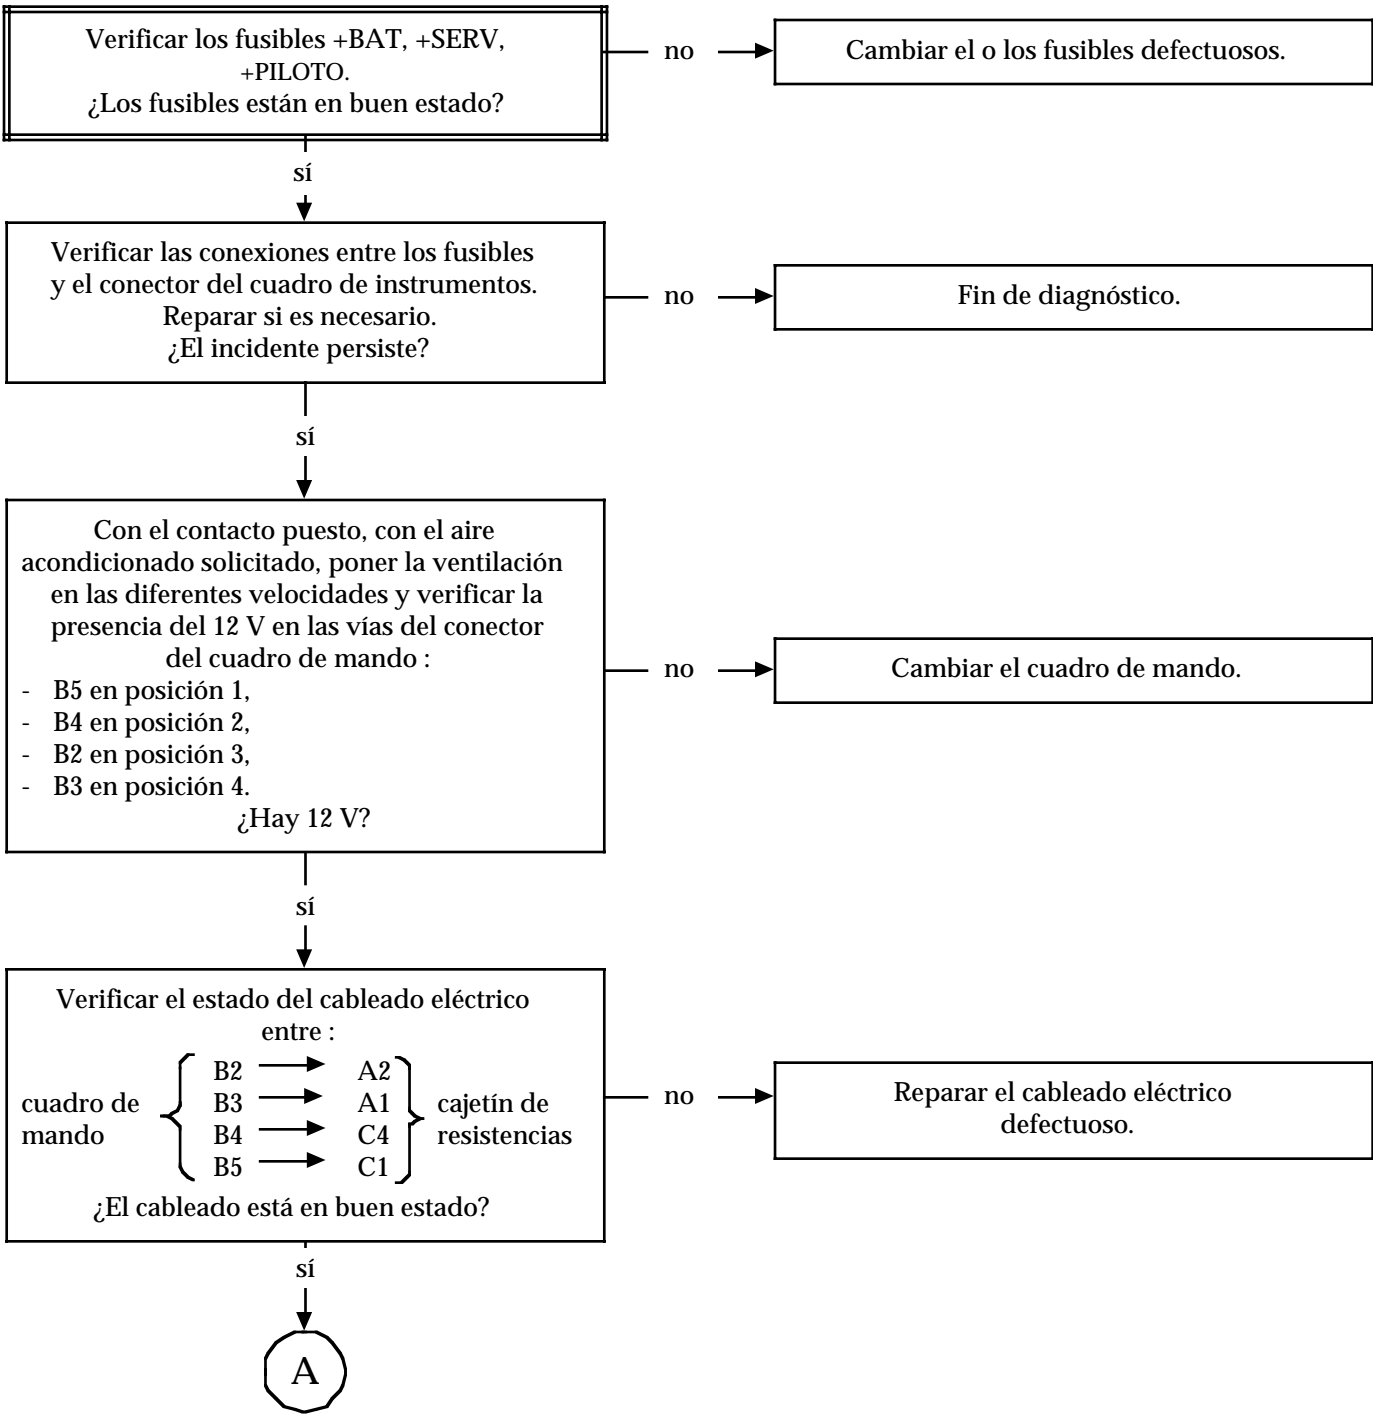 Verificar los fusibles +BAT, +SERV,
+PILOTO.
¿Los fusibles están en buen estado?
no
Cambiar el o los fusibles defectuosos.
sí
Verificar las conexiones entre los fusibles
y el conector del cuadro de instrumentos.
Reparar si es necesario.
¿El incidente persiste?
no
Fin de diagnóstico.
sí
Con el contacto puesto, con el aire
acondicionado solicitado, poner la ventilación
en las diferentes velocidades y verificar la
presencia del 12 V en las vías del conector
del cuadro de mando :
- B5 en posición 1,
- B4 en posición 2,
- B2 en posición 3,
- B3 en posición 4.
¿Hay 12 V?
no
Cambiar el cuadro de mando.
sí
Verificar el estado del cableado eléctrico
entre :
cuadro de
mando
B2 A2
B3 A1
B4 C4
B5 C1
cajetín de
resistencias
¿El cableado está en buen estado?
no
Reparar el cableado eléctrico
defectuoso.
sí
A